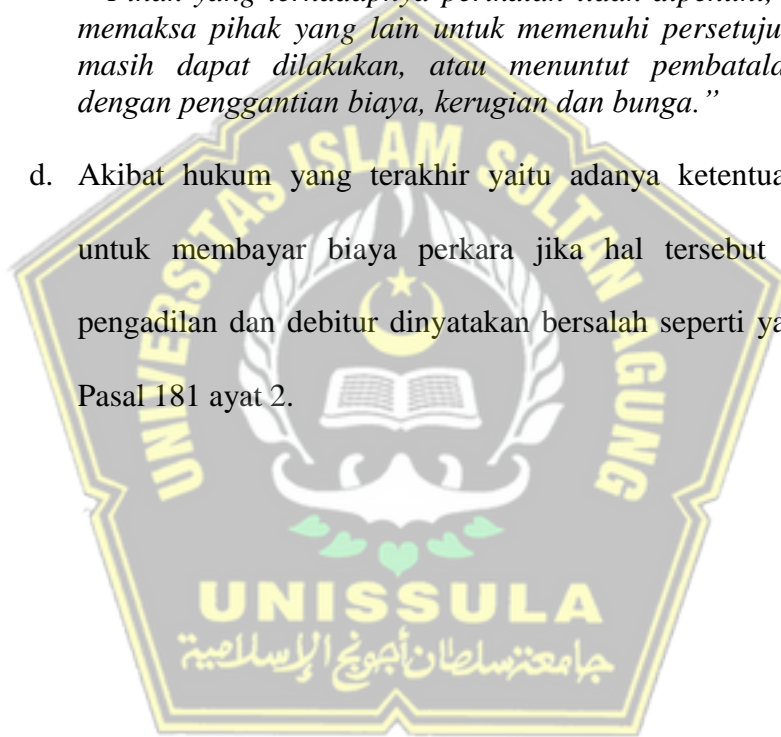 memaksa pihak yang lain untuk memenuhi persetuju
masih dapat dilakukan, atau menuntut pembatala
dengan penggantian biaya, kerugian dan bunga.”
d. Akibat hukum yang terakhir yaitu adanya ketentua
untuk membayar biaya perkara jika hal tersebut
pengadilan dan debitur dinyatakan bersalah seperti ya
Pasal 181 ayat 2.
UNIVERSITAS ISLAM SULTAN AGUNG
UNISSULA
جامعة سلطان أجونج الإسلامية